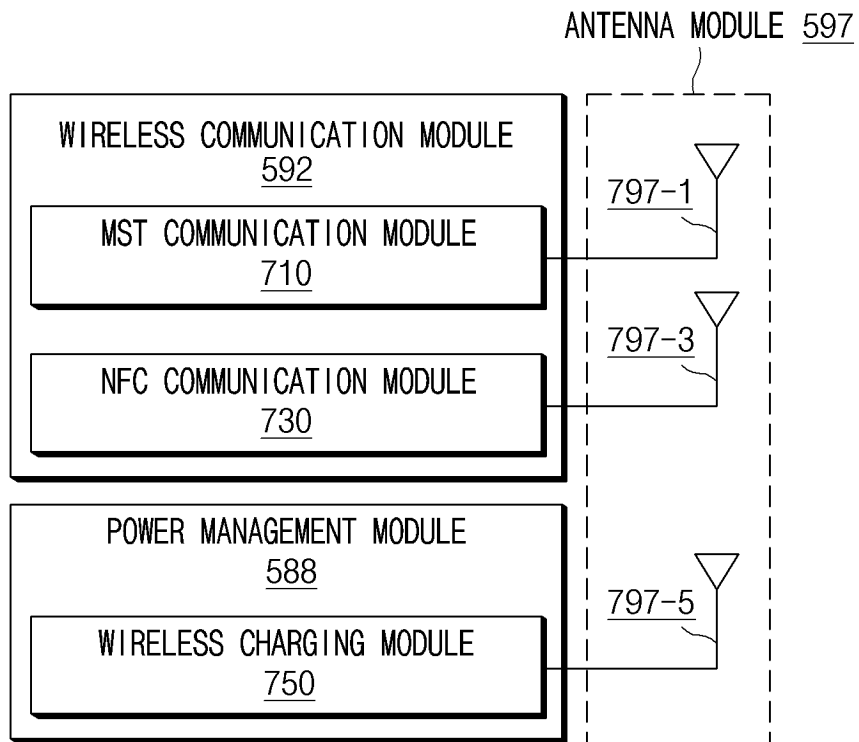 ANTENNA MODULE 597
WIRELESS COMMUNICATION MODULE
592
797-1
MST COMMUNICATION MODULE
710
797-3
NFC COMMUNICATION MODULE
730
POWER MANAGEMENT MODULE
588
797-5
WIRELESS CHARGING MODULE
750